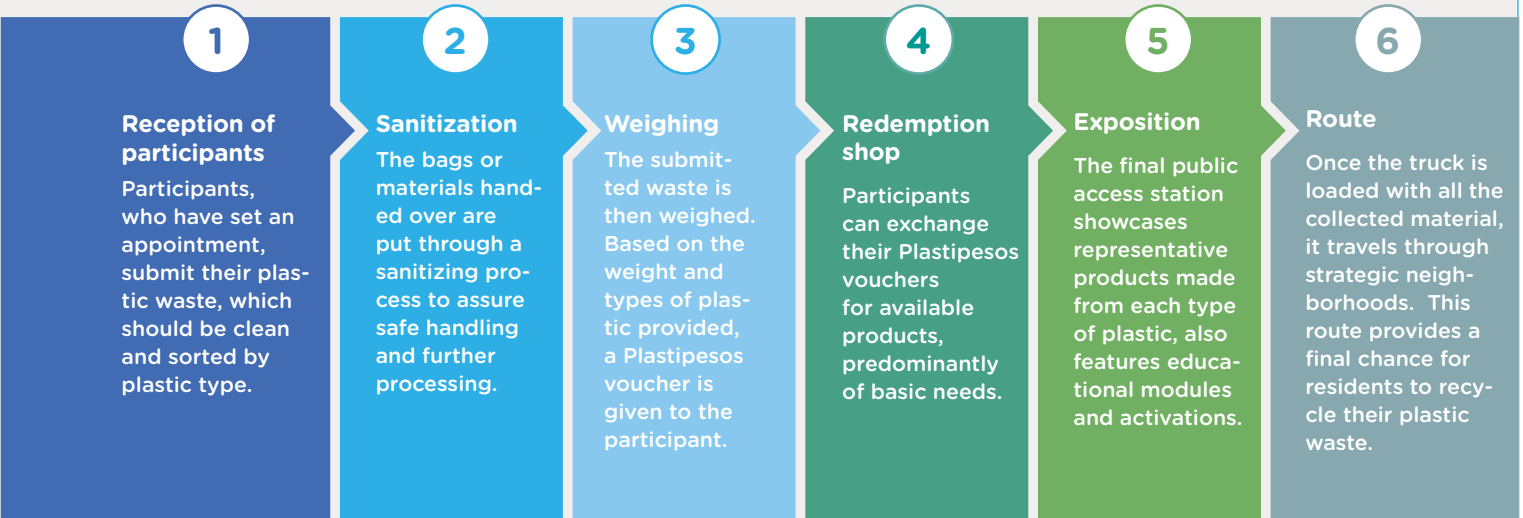 1
Reception of
participants
Participants,
who have set an
appointment,
submit their plas-
tic waste, which
should be clean
and sorted by
plastic type.
2
Sanitization
The bags or
materials hand-
ed over are
put through a
sanitizing pro-
cess to assure
safe handling
and further
processing.
3
Weighing
The submit-
ted waste is
then weighed.
Based on the
weight and
types of plas-
tic provided,
a Plastipesos
voucher is
given to the
participant.
4
Redemption
shop
Participants
can exchange
their Plastipesos
vouchers
for available
products,
predominantly
of basic needs.
5
Exposition
The final public
access station
showcases
representative
products made
from each type
of plastic, also
features educa-
tional modules
and activations.
6
Route
Once the truck is
loaded with all the
collected material,
it travels through
strategic neigh-
borhoods.  This
route provides a
final chance for
residents to recy-
cle their plastic
waste.